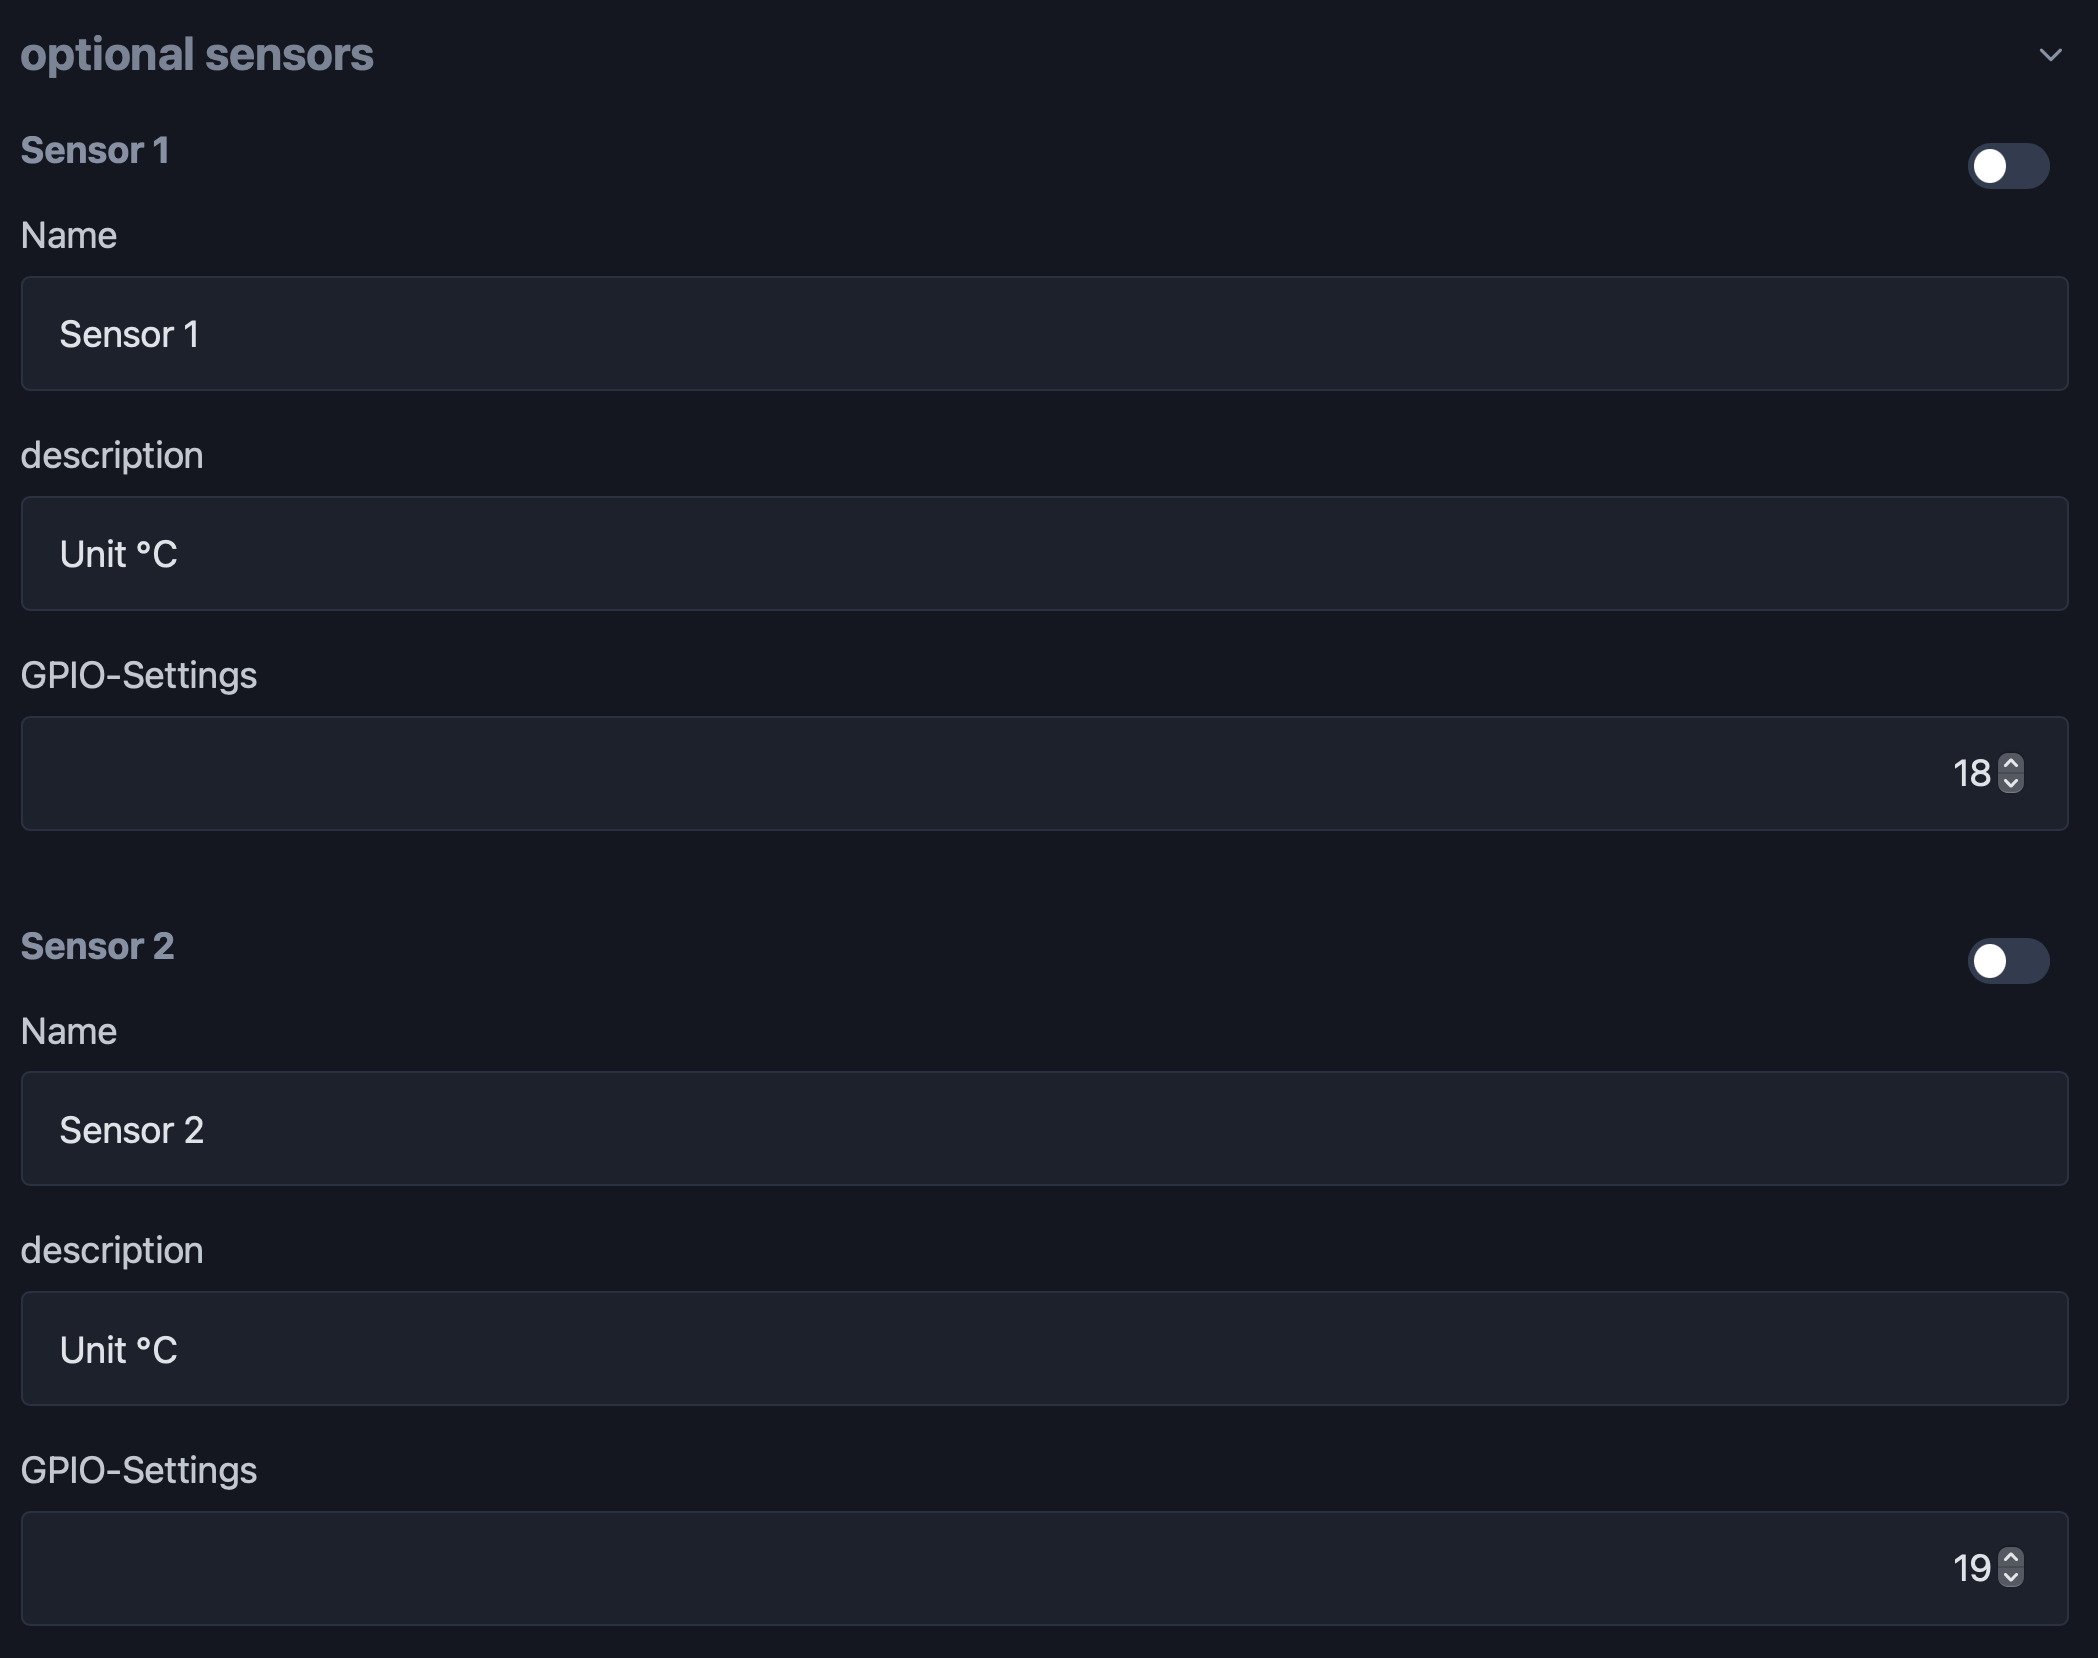 optional sensors
Sensor 1
Name
Sensor 1
description
Unit °C
GPIO-Settings
18
Sensor 2
Name
Sensor 2
description
Unit °C
GPIO-Settings
19